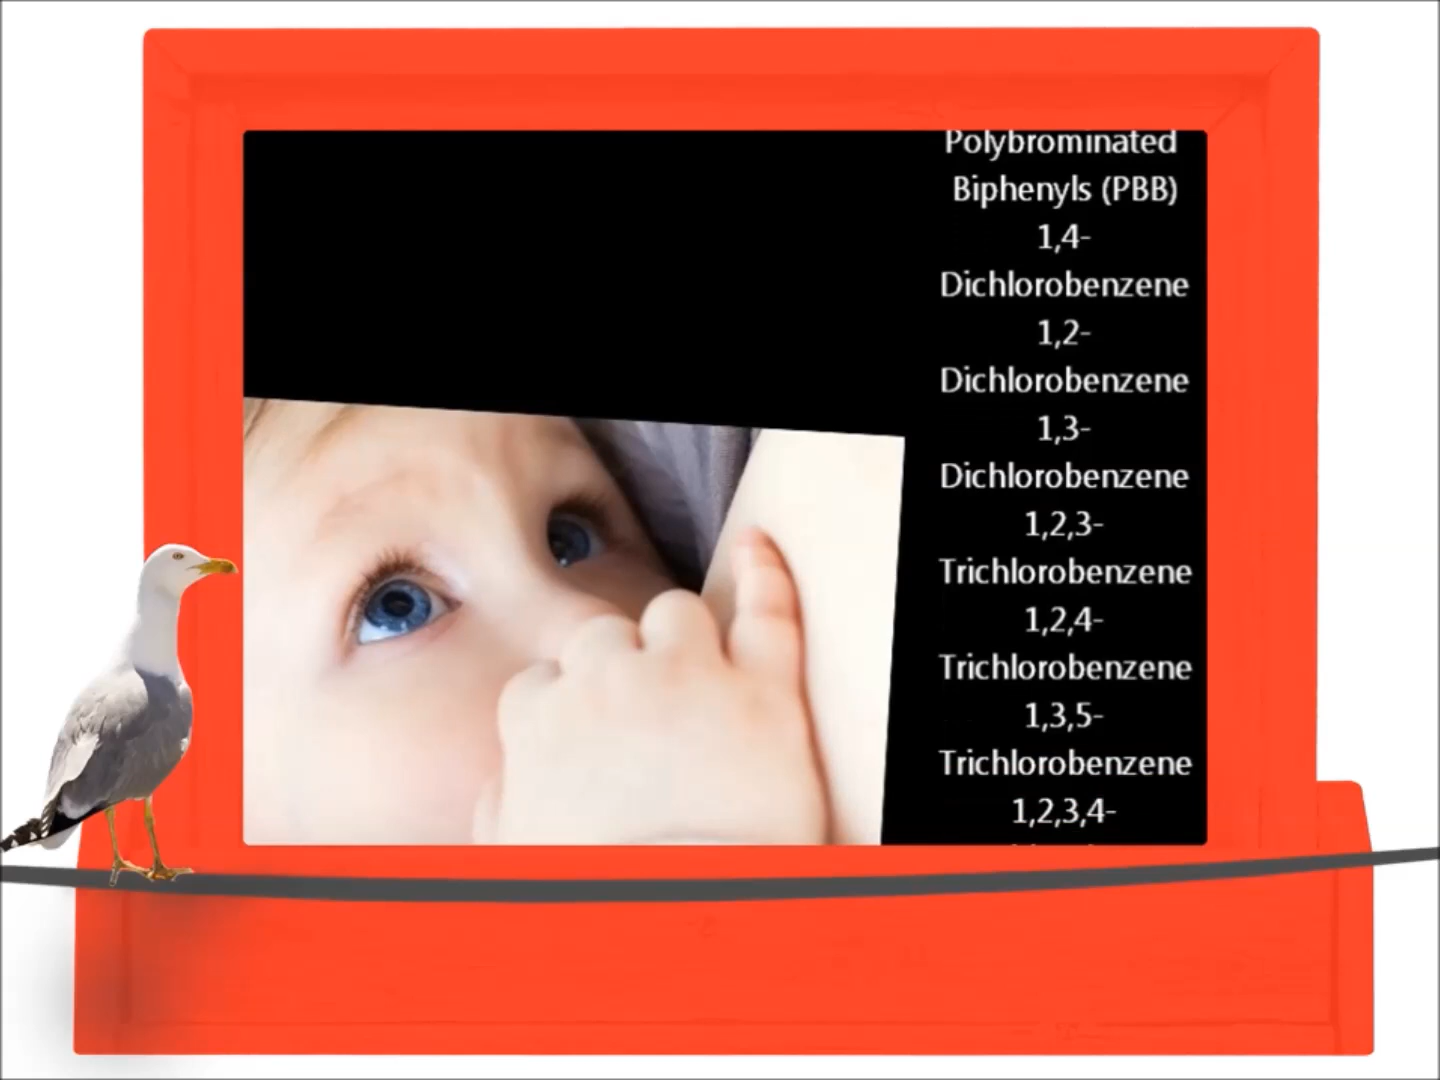 Polybrominated
Biphenyls (PBB)
1,4-
Dichlorobenzene
1,2-
Dichlorobenzene
1,3-
Dichlorobenzene
1,2,3-
Trichlorobenzene
1,2,4-
Trichlorobenzene
1,3,5-
Trichlorobenzene
1,2,3,4-